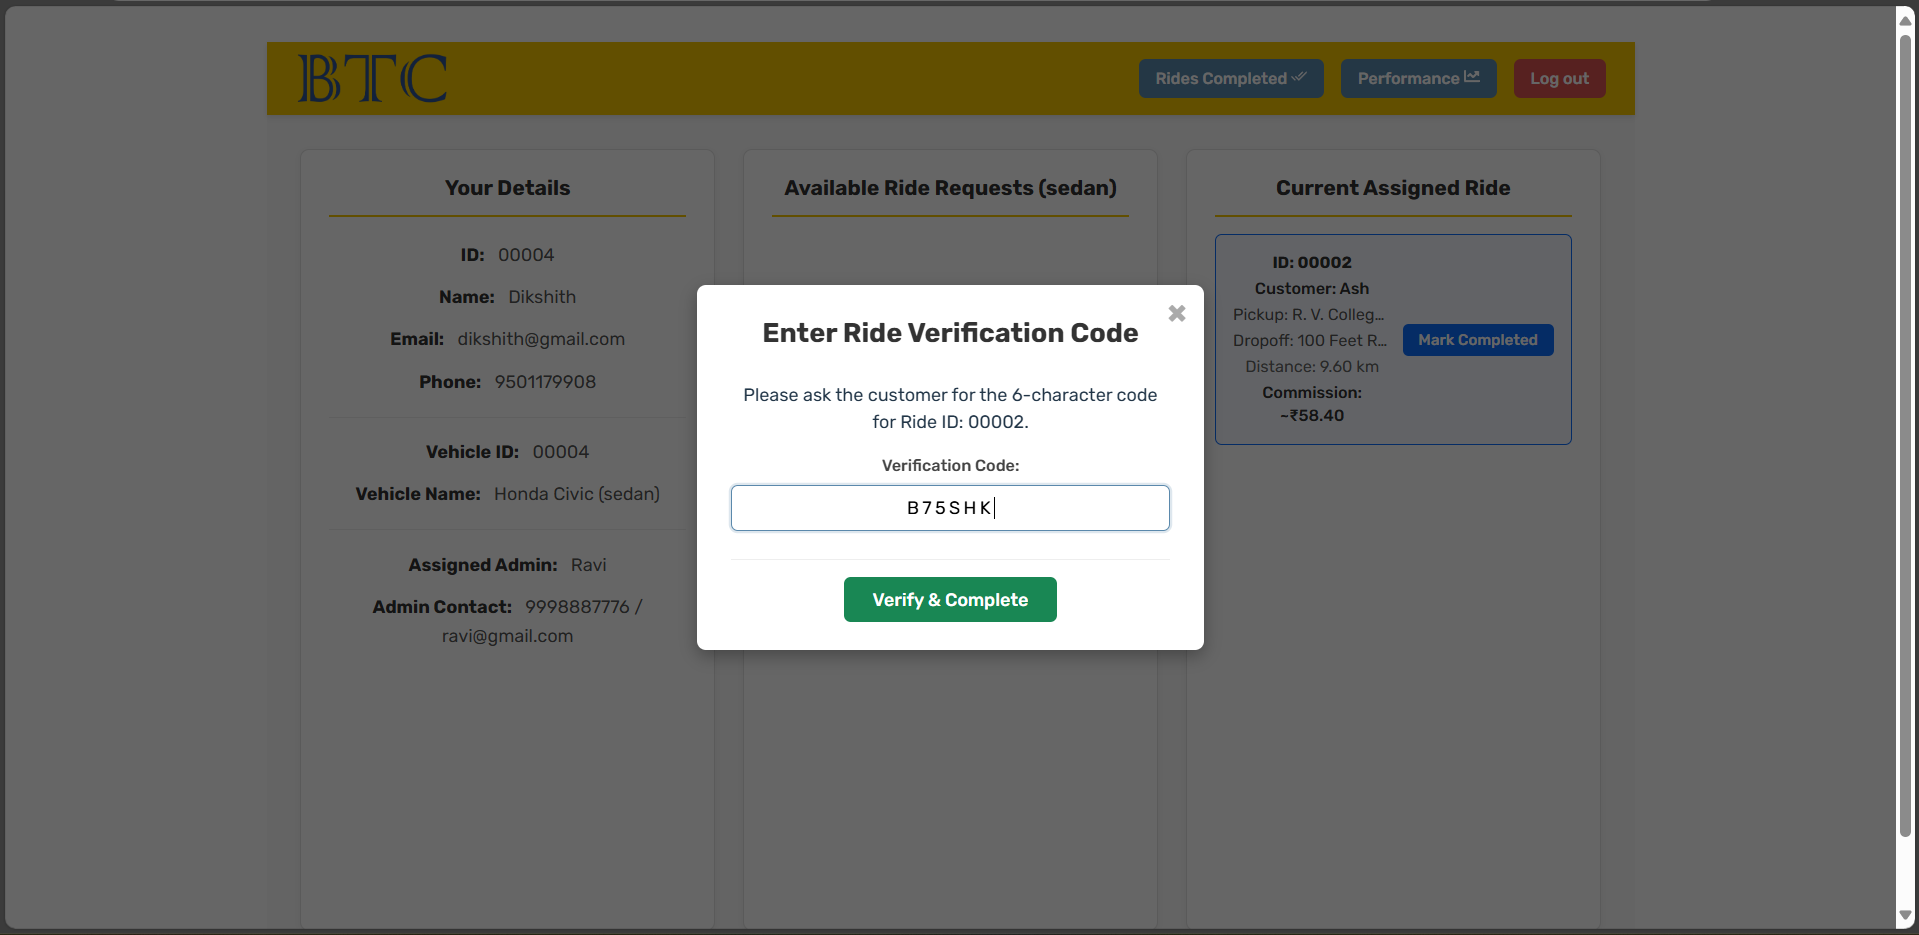 BTC
Rides Completed
Performance
Log out
Your Details
ID: 00004
Name: Dikshith
Email: dikshith@gmail.com
Phone: 9501179908
Vehicle ID: 00004
Vehicle Name: Honda Civic (sedan)
Assigned Admin: Ravi
Admin Contact: 9998887776 /
ravi@gmail.com
Available Ride Requests (sedan)
Current Assigned Ride
ID: 00002
Customer: Ash
Pickup: R. V. Colleg...
Dropoff: 100 Feet R...
Distance: 9.60 km
Commission:
~₹58.40
Mark Completed
Enter Ride Verification Code
Please ask the customer for the 6-character code
for Ride ID: 00002.
Verification Code:
B75SHK
Verify & Complete